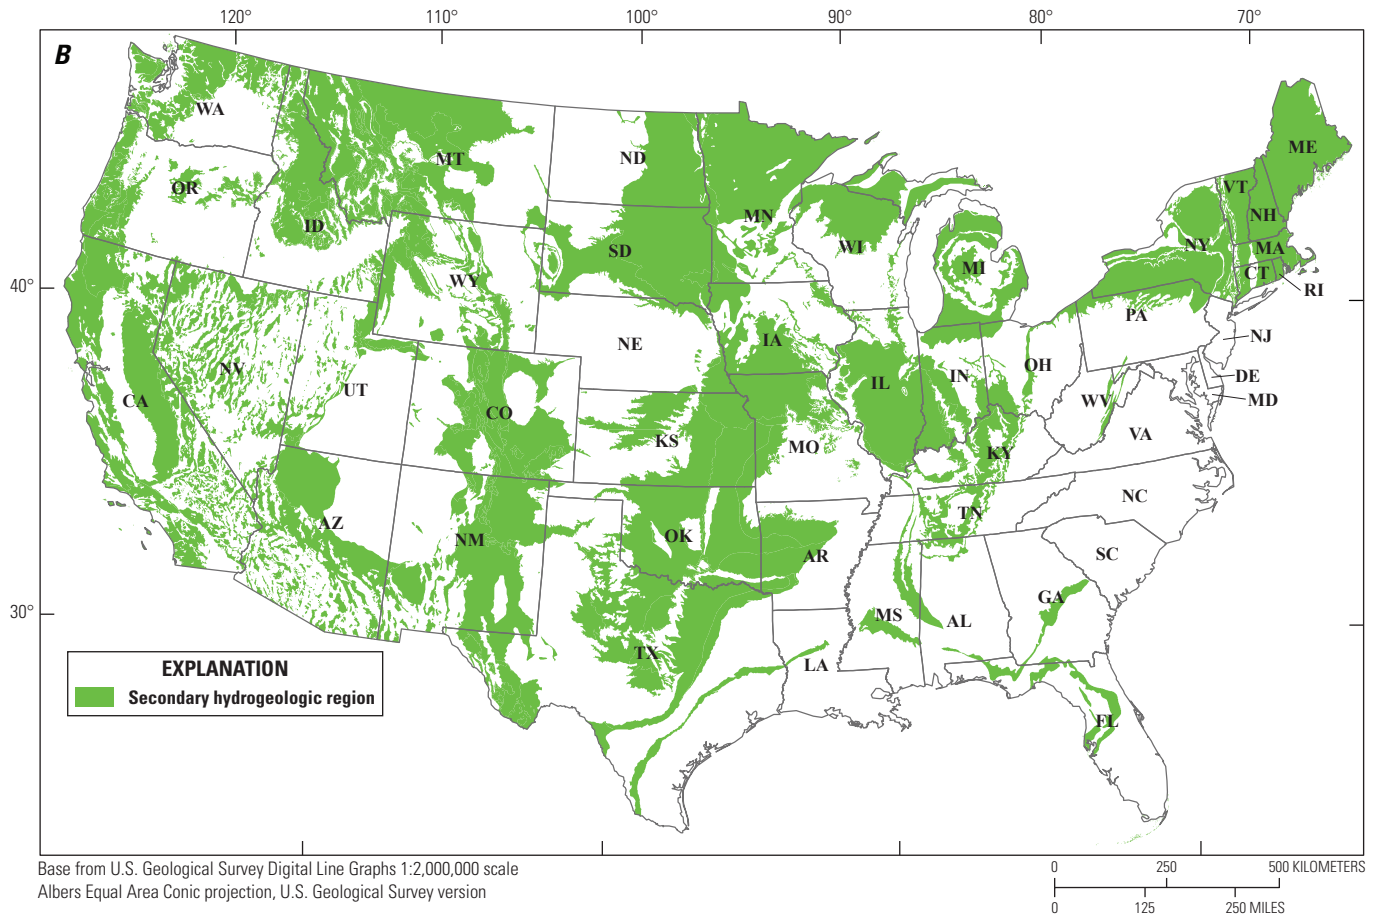 120°
110°
100°
90°
80°
70°
B
WA
MT
ND
ME
OR
ID
MN
VT
NH
WI
NY
MA
SD
MI
CT
WY
RI
40°
PA
NE
IA
NJ
NV
UT
IL
IN
OH
DE
CA
CO
WV
MD
KS
MO
KY
VA
NC
TN
AZ
NM
OK
AR
SC
GA
30°
MS
AL
TX
LA
EXPLANATION
Secondary hydrogeologic region
FL
Base from U.S. Geological Survey Digital Line Graphs 1:2,000,000 scale
Albers Equal Area Conic projection, U.S. Geological Survey version
0 250 500 KILOMETERS
0 125 250 MILES